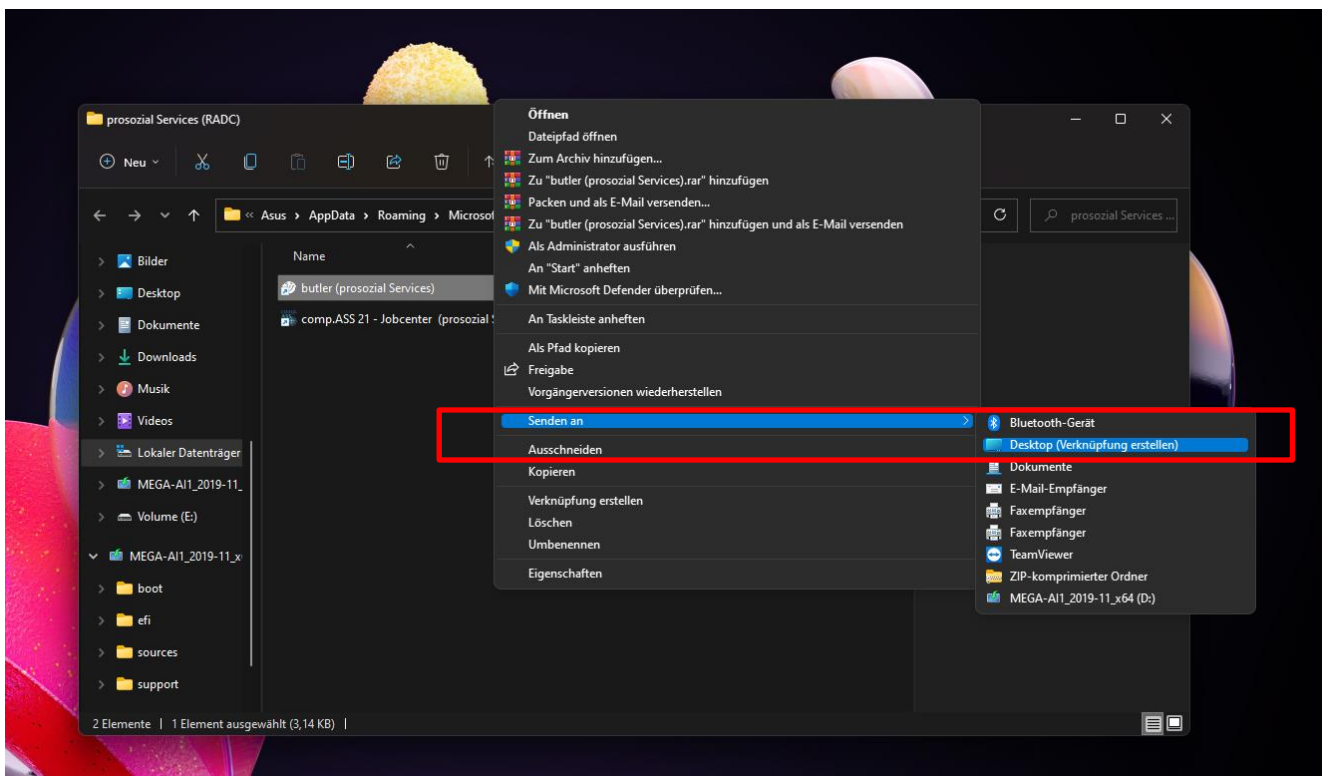 prosozial Services (RADC)
Neu
Asus > AppData > Roaming > Microsof
prosozial Services ...
Bilder
Desktop
Dokumente
Downloads
Musik
Videos
Lokaler Datenträger
MEGA-AI1_2019-11_
Volume (E:)
MEGA-AI1_2019-11_x
boot
efi
sources
support
Name
butler (prosozial Services)
comp.ASS 21 - Jobcenter (prosozial
Öffnen
Dateipfad öffnen
Zum Archiv hinzufügen...
Zu "butler (prosozial Services).rar" hinzufügen
Packen und als E-Mail versenden...
Zu "butler (prosozial Services).rar" hinzufügen und als E-Mail versenden
Als Administrator ausführen
An "Start" anheften
Mit Microsoft Defender überprüfen...
An Taskleiste anheften
Als Pfad kopieren
Freigabe
Vorgängerversionen wiederherstellen
Senden an
Ausschneiden
Kopieren
Verknüpfung erstellen
Löschen
Umbenennen
Eigenschaften
Bluetooth-Gerät
Desktop (Verknüpfung erstellen)
Dokumente
E-Mail-Empfänger
Faxempfänger
Faxempfänger
TeamViewer
ZIP-komprimierter Ordner
MEGA-AI1_2019-11_x64 (D:)
2 Elemente | 1 Element ausgewählt (3,14 KB) |